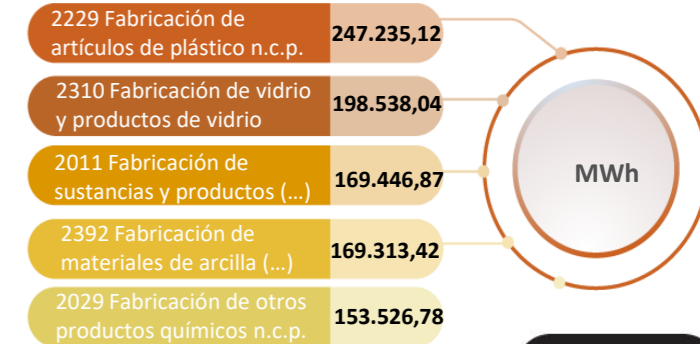 2229 Fabricación de
artículos de plástico n.c.p.
247.235,12
2310 Fabricación de vidrio
y productos de vidrio
198.538,04
2011 Fabricación de
sustancias y productos (...)
169.446,87
2392 Fabricación de
materiales de arcilla (...)
169.313,42
2029 Fabricación de otros
productos químicos n.c.p.
153.526,78
MWh